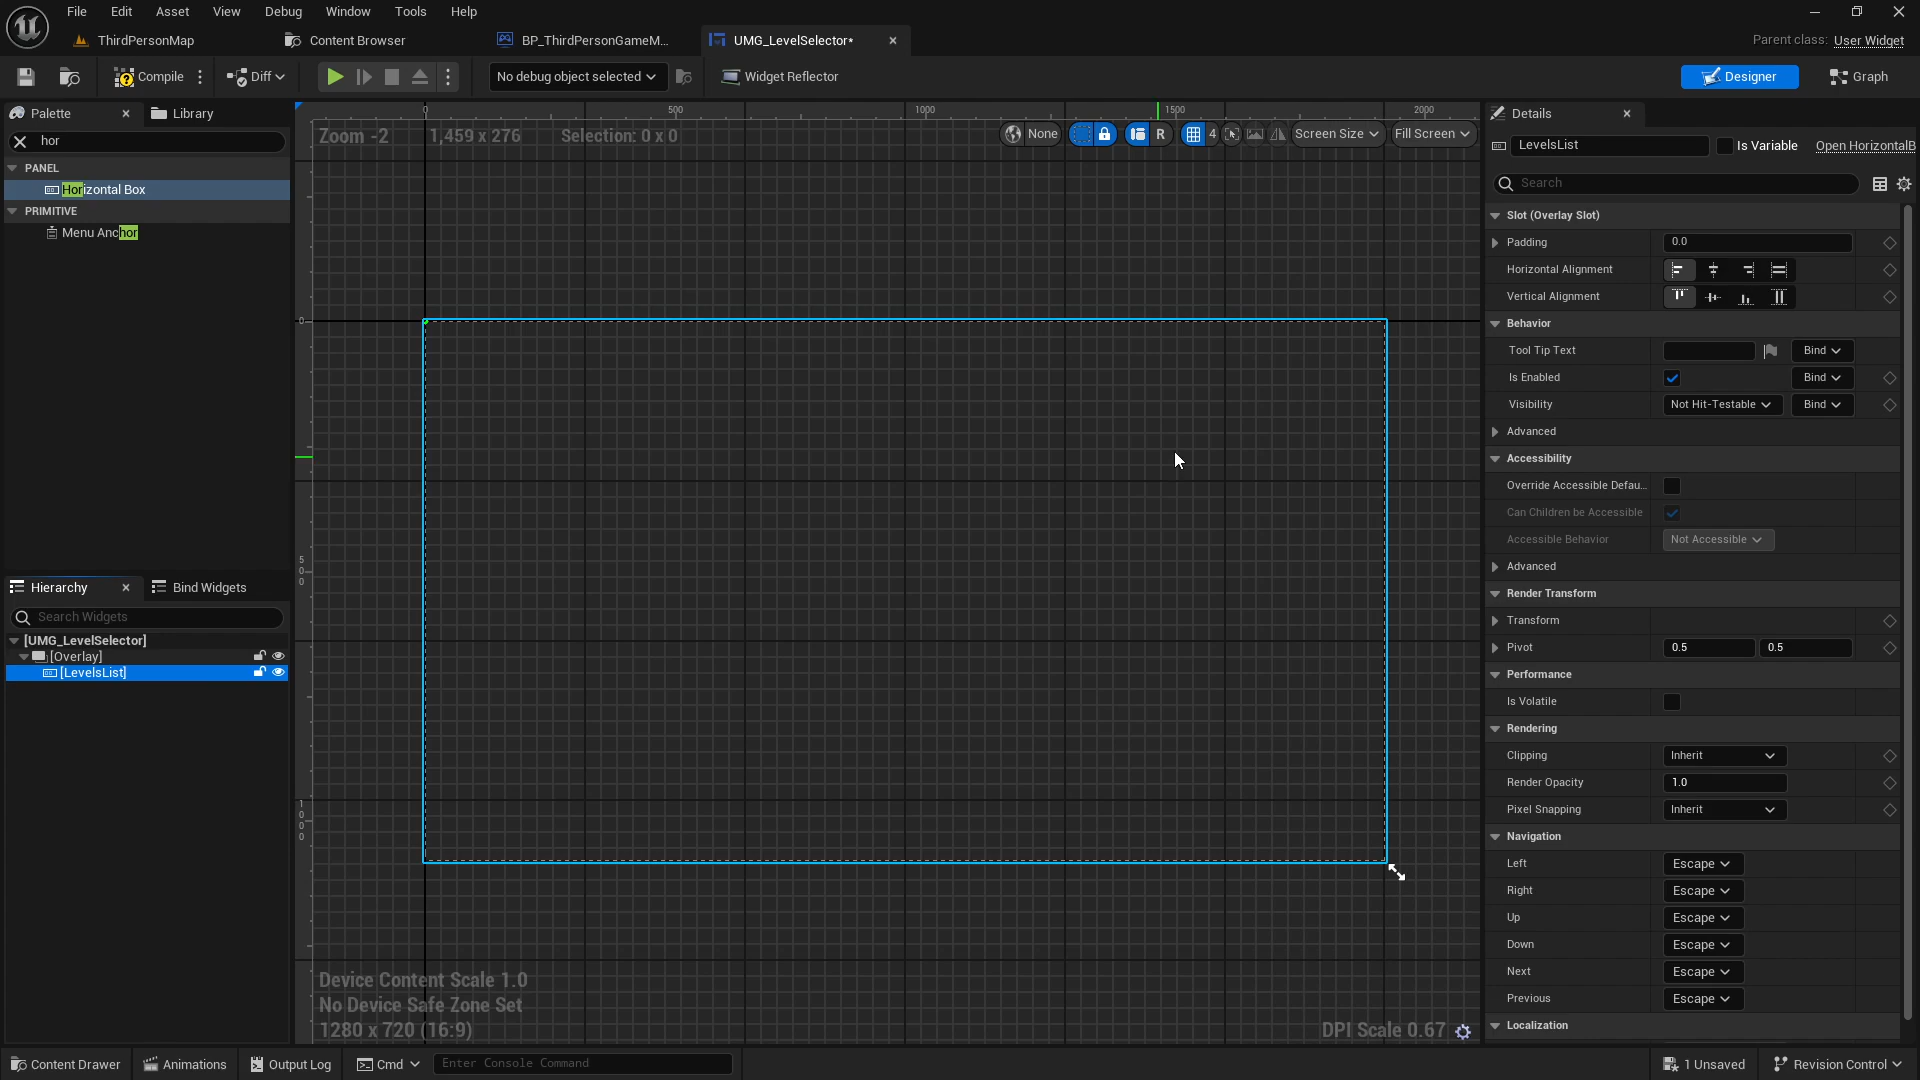 File Edit Asset View Debug Window Tools Help
ThirdPersonMap Content Browser BP_ThirdPersonGameM... UMG_LevelSelector* Parent class: User Widget
Compile Diff No debug object selected Widget Reflector Designer Graph
Palette Library
hor
PANEL
Horizontal Box
PRIMITIVE
Menu Anchor
Hierarchy Bind Widgets
Search Widgets
[UMG_LevelSelector]
[Overlay]
[LevelsList]
0 500 1000 1500 2000
Zoom -2 1,459 x 276 Selection: 0 x 0 None R 4 Screen Size Fill Screen
0
500
1000
Device Content Scale 1.0
No Device Safe Zone Set
1280 x 720 (16:9) DPI Scale 0.67
Details
LevelsList Is Variable Open HorizontalB
Search
Slot (Overlay Slot)
Padding 0.0
Horizontal Alignment
Vertical Alignment
Behavior
Tool Tip Text Bind
Is Enabled Bind
Visibility Not Hit-Testable Bind
Advanced
Accessibility
Override Accessible Defau...
Can Children be Accessible
Accessible Behavior Not Accessible
Advanced
Render Transform
Transform
Pivot 0.5 0.5
Performance
Is Volatile
Rendering
Clipping Inherit
Render Opacity 1.0
Pixel Snapping Inherit
Navigation
Left Escape
Right Escape
Up Escape
Down Escape
Next Escape
Previous Escape
Localization
Content Drawer Animations Output Log Cmd Enter Console Command 1 Unsaved Revision Control